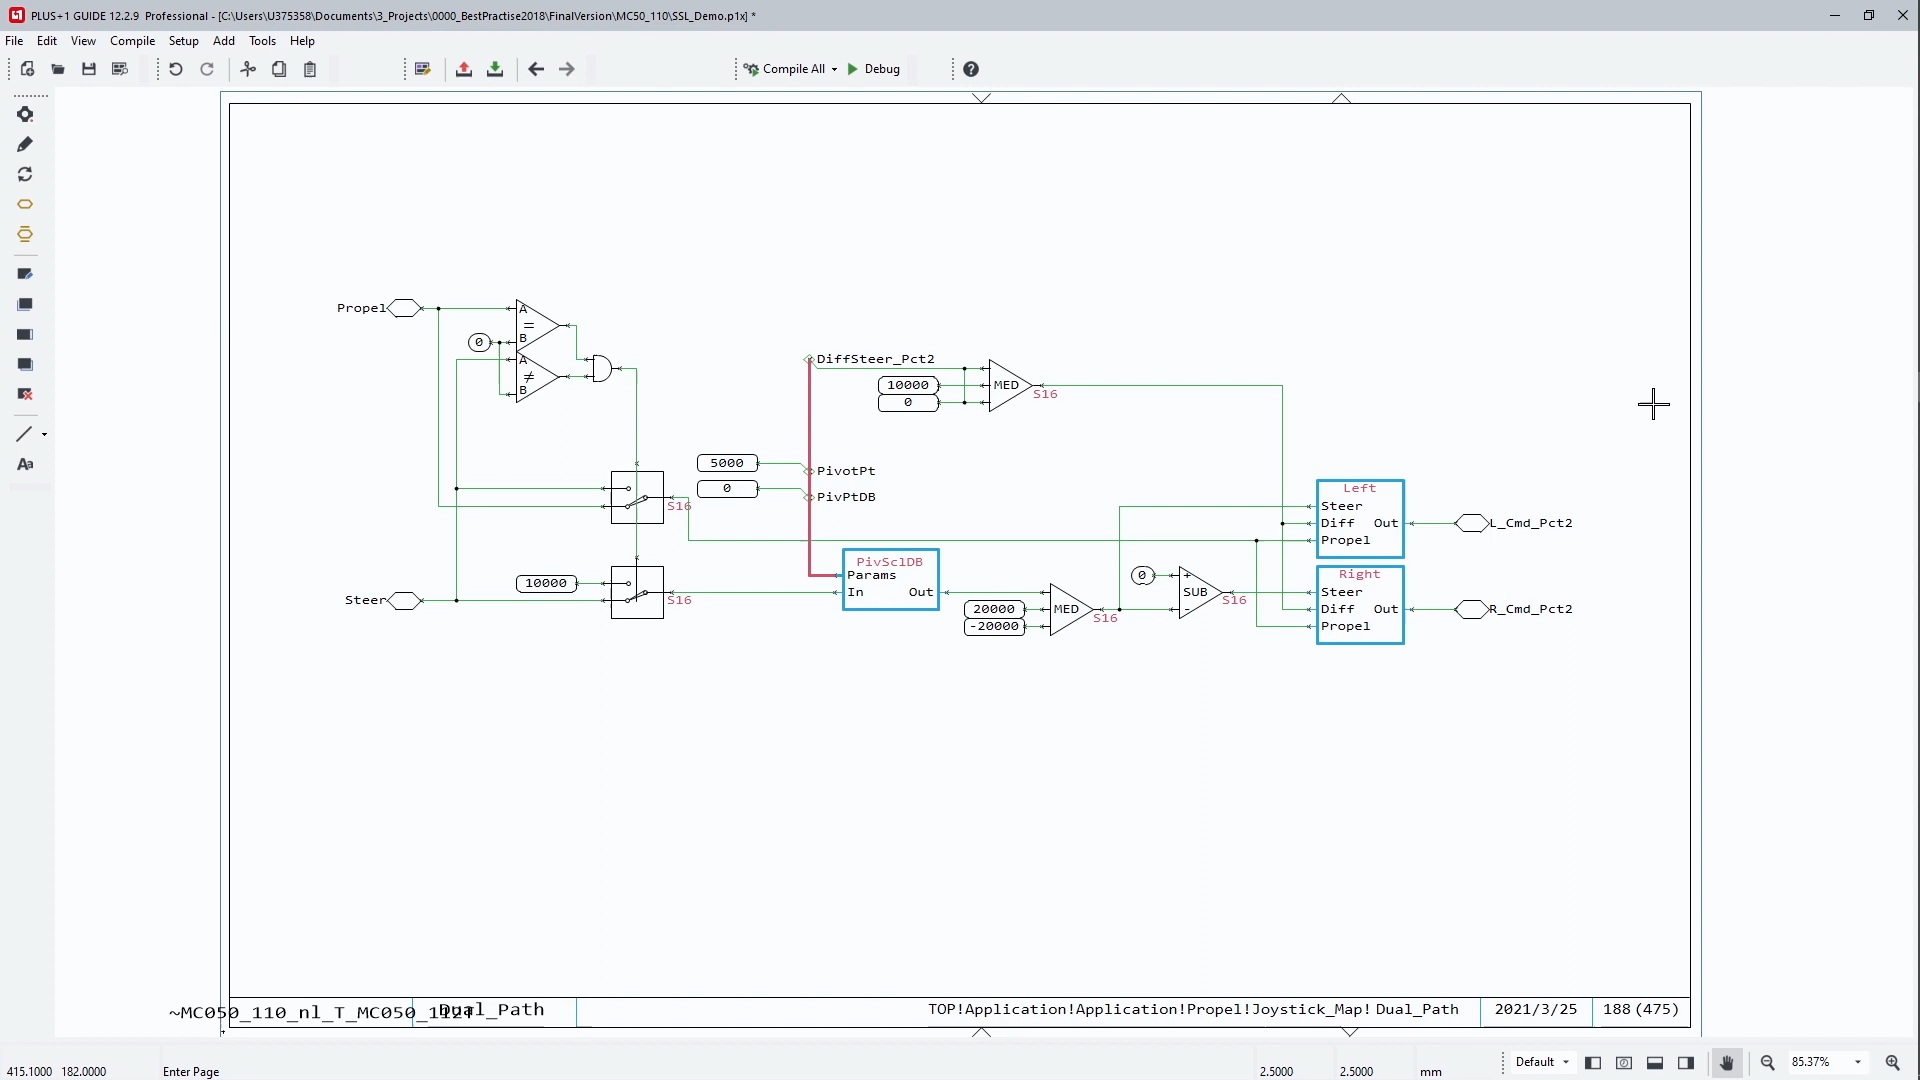 PLUS+1 GUIDE 12.2.9 Professional - [C:\Users\U375358\Documents\3_Projects\0000_BestPractise2018\FinalVersion\MC50_110\SSL_Demo.p1x] *
File Edit View Compile Setup Add Tools Help
Compile All Debug
Aa
Propel
A
=
B
0
A
≠
B
DiffSteer_Pct2
10000
0
MED
S16
5000
PivotPt
0
PivPtDB
S16
Left
Steer
Diff Out
Propel
L_Cmd_Pct2
PivSclDB
Params
In Out
10000
Steer
S16
20000
-20000
MED
S16
0
+
SUB
-
S16
Right
Steer
Diff Out
Propel
R_Cmd_Pct2
~MC050_110_nl_T_MC050_112T
Dual_Path
TOP!Application!Application!Propel!Joystick_Map! Dual_Path
2021/3/25
188 (475)
415.1000 182.0000 Enter Page 2.5000 2.5000 mm
Default
85.37%